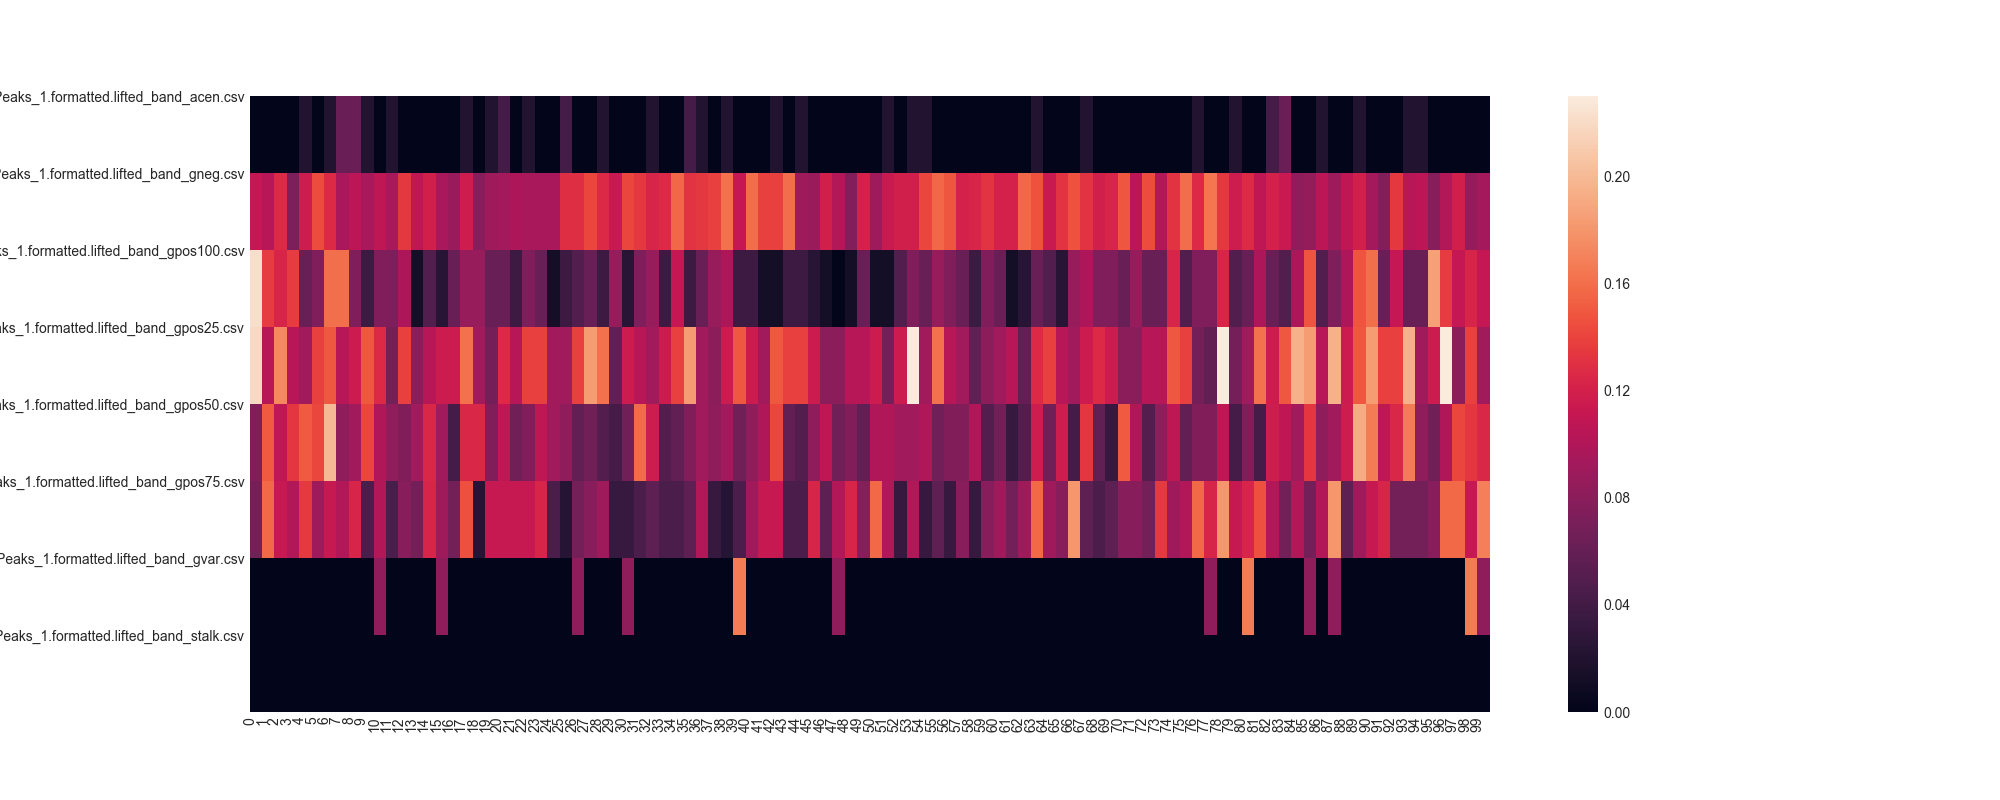 Peaks_1.formatted.lifted_band_acen.csv
Peaks_1.formatted.lifted_band_gneg.csv
ks_1.formatted.lifted_band_gpos100.csv
aks_1.formatted.lifted_band_gpos25.csv
aks_1.formatted.lifted_band_gpos50.csv
aks_1.formatted.lifted_band_gpos75.csv
Peaks_1.formatted.lifted_band_gvar.csv
Peaks_1.formatted.lifted_band_stalk.csv
0 1 2 3 4 5 6 7 8 9 10 11 12 13 14 15 16 17 18 19 20 21 22 23 24 25 26 27 28 29 30 31 32 33 34 35 36 37 38 39 40 41 42 43 44 45 46 47 48 49 50 51 52 53 54 55 56 57 58 59 60 61 62 63 64 65 66 67 68 69 70 71 72 73 74 75 76 77 78 79 80 81 82 83 84 85 86 87 88 89 90 91 92 93 94 95 96 97 98 99
0.20
0.16
0.12
0.08
0.04
0.00